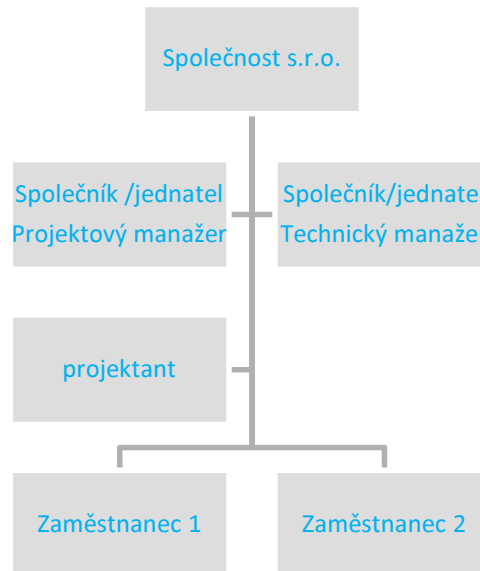 Společnost s.r.o.
Společník /jednatel
Projektový manažer
Společník/jednate
Technický manaže
projektant
Zaměstnanec 1
Zaměstnanec 2